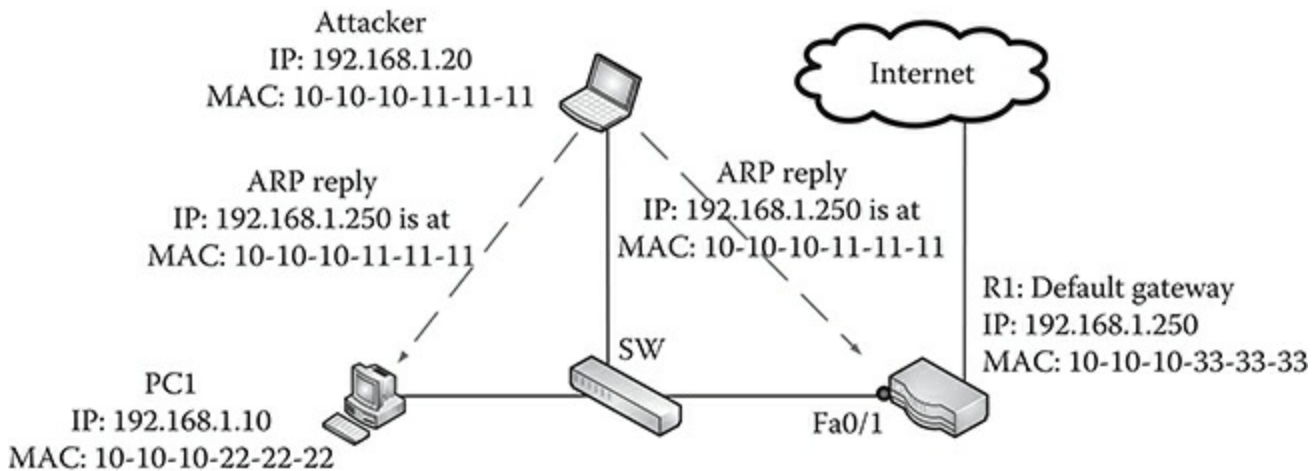 Attacker
IP: 192.168.1.20
MAC: 10-10-10-11-11-11
Internet
ARP reply
IP: 192.168.1.250 is at
MAC: 10-10-10-11-11-11
ARP reply
IP: 192.168.1.250 is at
MAC: 10-10-10-11-11-11
R1: Default gateway
IP: 192.168.1.250
MAC: 10-10-10-33-33-33
SW
Fa0/1
PC1
IP: 192.168.1.10
MAC: 10-10-10-22-22-22